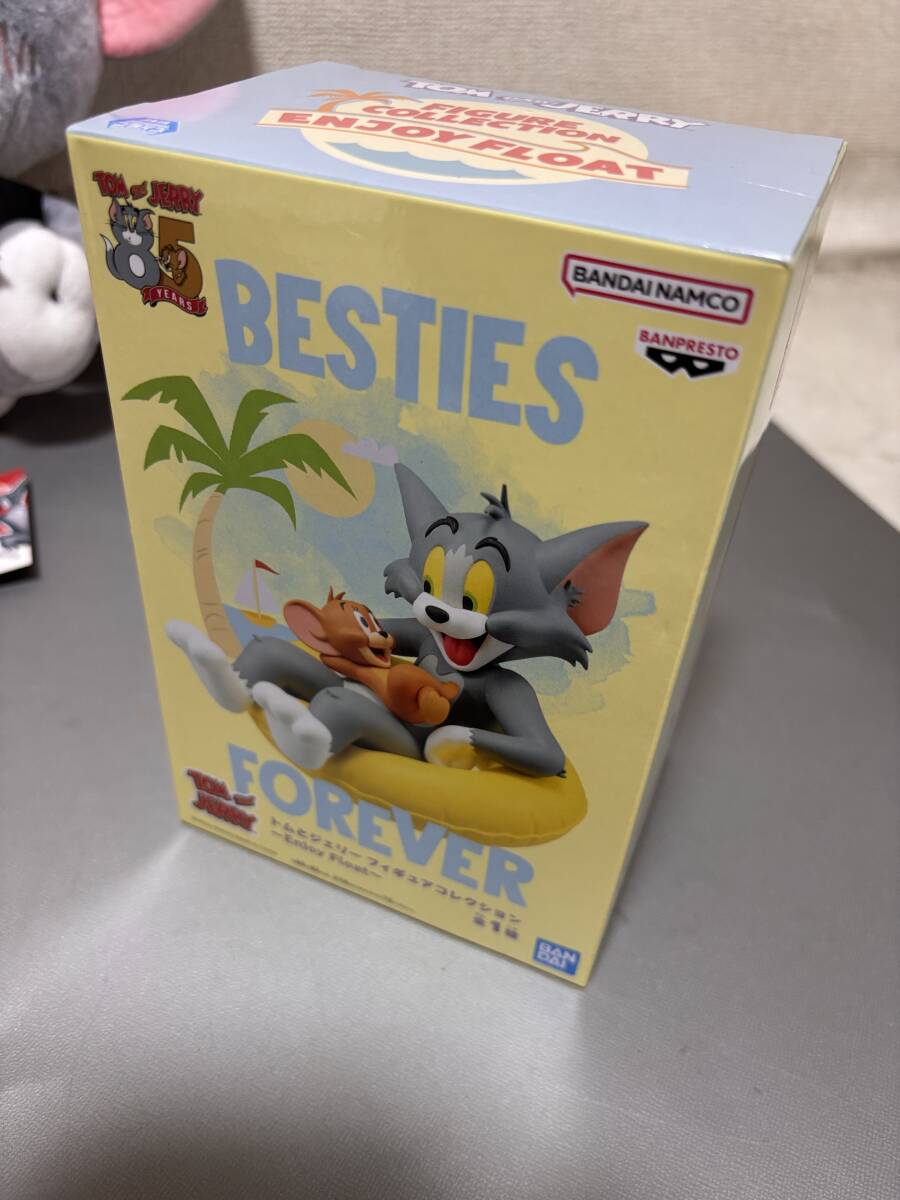 TOM and JERRY
FIGURE
COLLECTION
ENJOY FLOAT
TOM and JERRY
85
YEARS
BANDAI NAMCO
BANPRESTO
BESTIES
FOREVER
TOM and
JERRY
トムとジェリー フィギュアコレクション
～Enjoy Float～
全1種
BAN
DAI